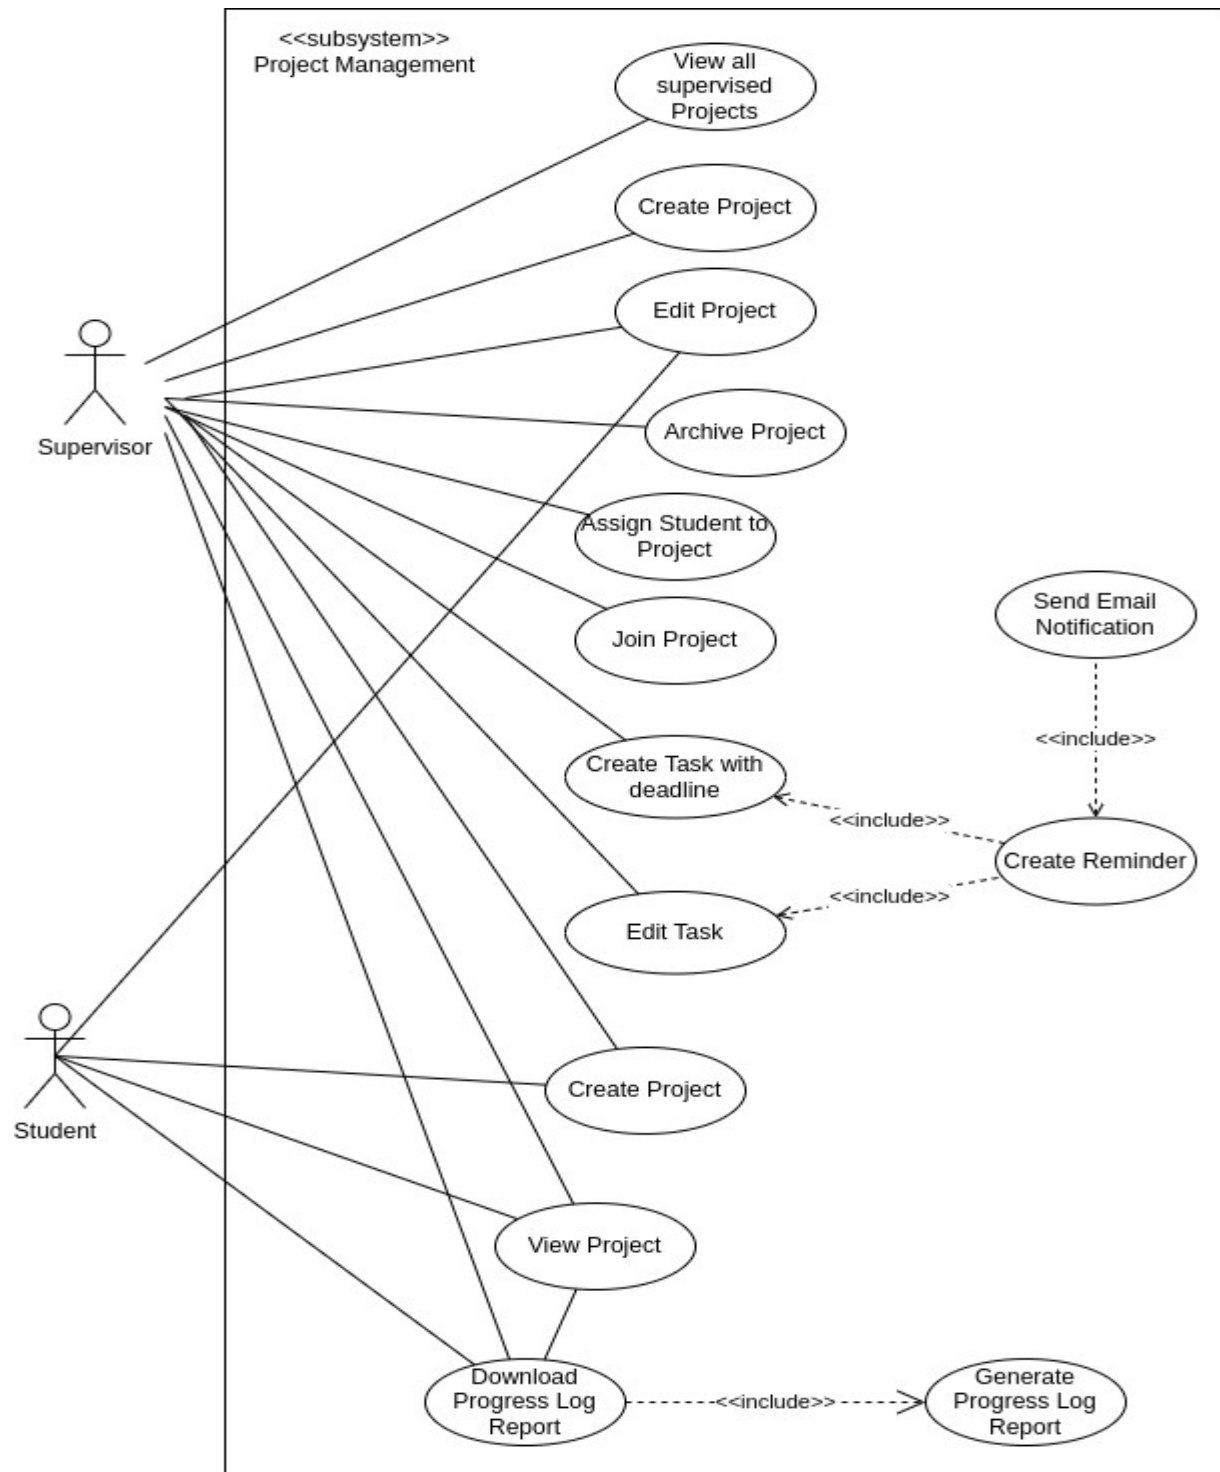 <<subsystem>>
Project Management
View all
supervised
Projects
Create Project
Edit Project
Supervisor
Archive Project
Assign Student to
Project
Send Email
Notification
Join Project
<<include>>
Create Task with
deadline
<<include>>
Create Reminder
<<include>>
Edit Task
Create Project
Student
View Project
Download
Progress Log
Report
<<include>>
Generate
Progress Log
Report